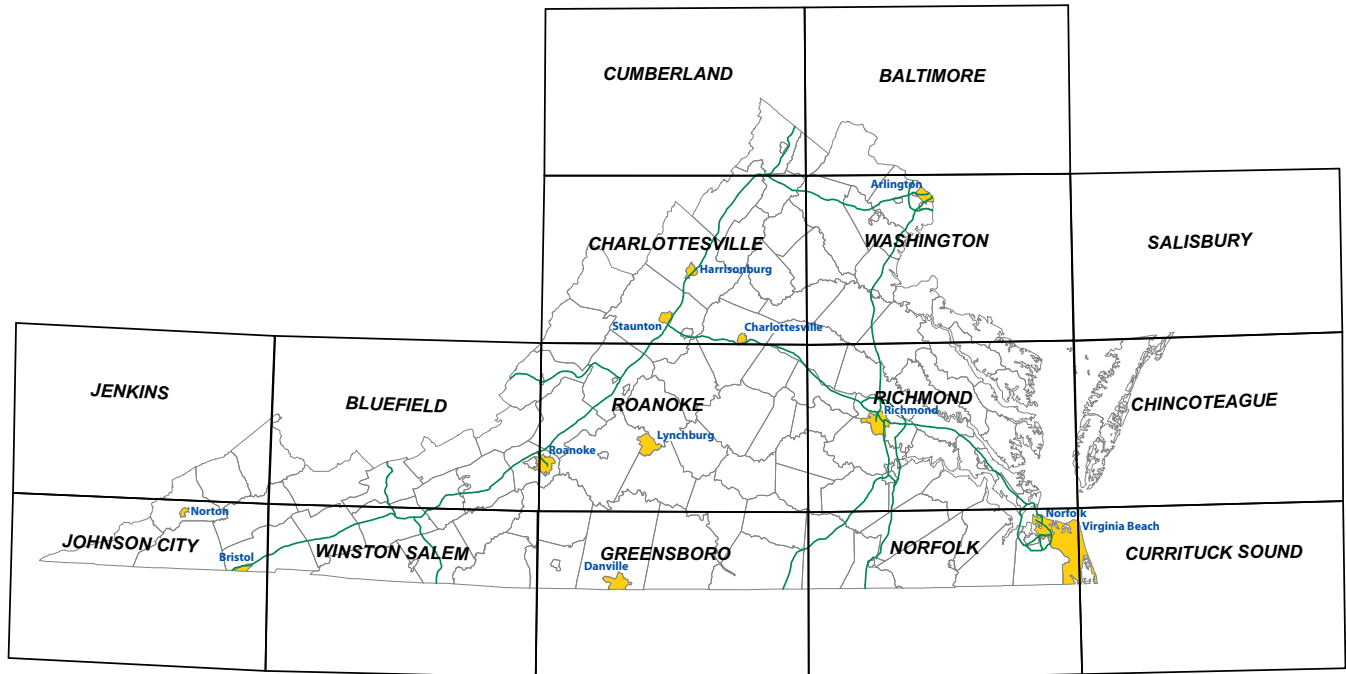 CUMBERLAND
BALTIMORE
Arlington
CHARLOTTESVILLE
WASHINGTON
SALISBURY
Harrisonburg
Staunton
Charlottesville
JENKINS
BLUEFIELD
ROANOKE
RICHMOND
CHINCOTEAGUE
Richmond
Lynchburg
Roanoke
Norton
Norfolk
Virginia Beach
JOHNSON CITY
Bristol
WINSTON SALEM
GREENSBORO
NORFOLK
CURRITUCK SOUND
Danville